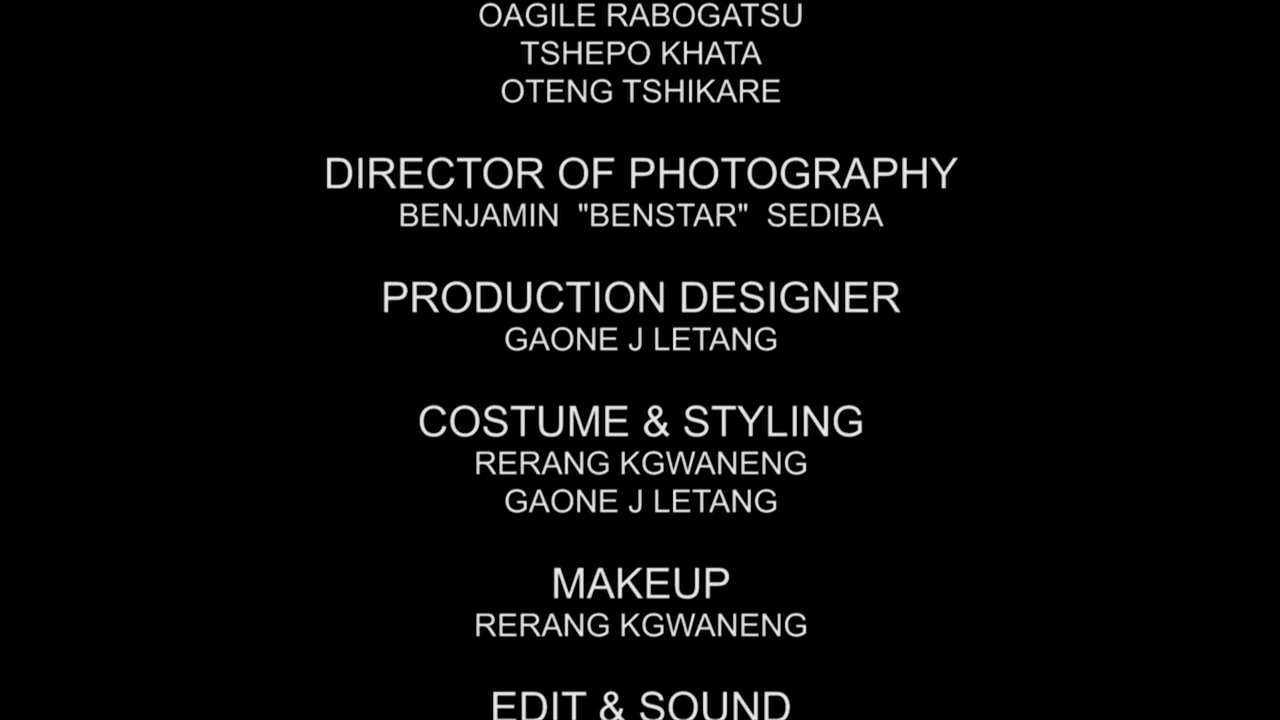 OAGILE RABOGATSU
TSHEPO KHATA
OTENG TSHIKARE
DIRECTOR OF PHOTOGRAPHY
BENJAMIN "BENSTAR" SEDIBA
PRODUCTION DESIGNER
GAONE J LETANG
COSTUME & STYLING
RERANG KGWANENG
GAONE J LETANG
MAKEUP
RERANG KGWANENG
EDIT & SOUND